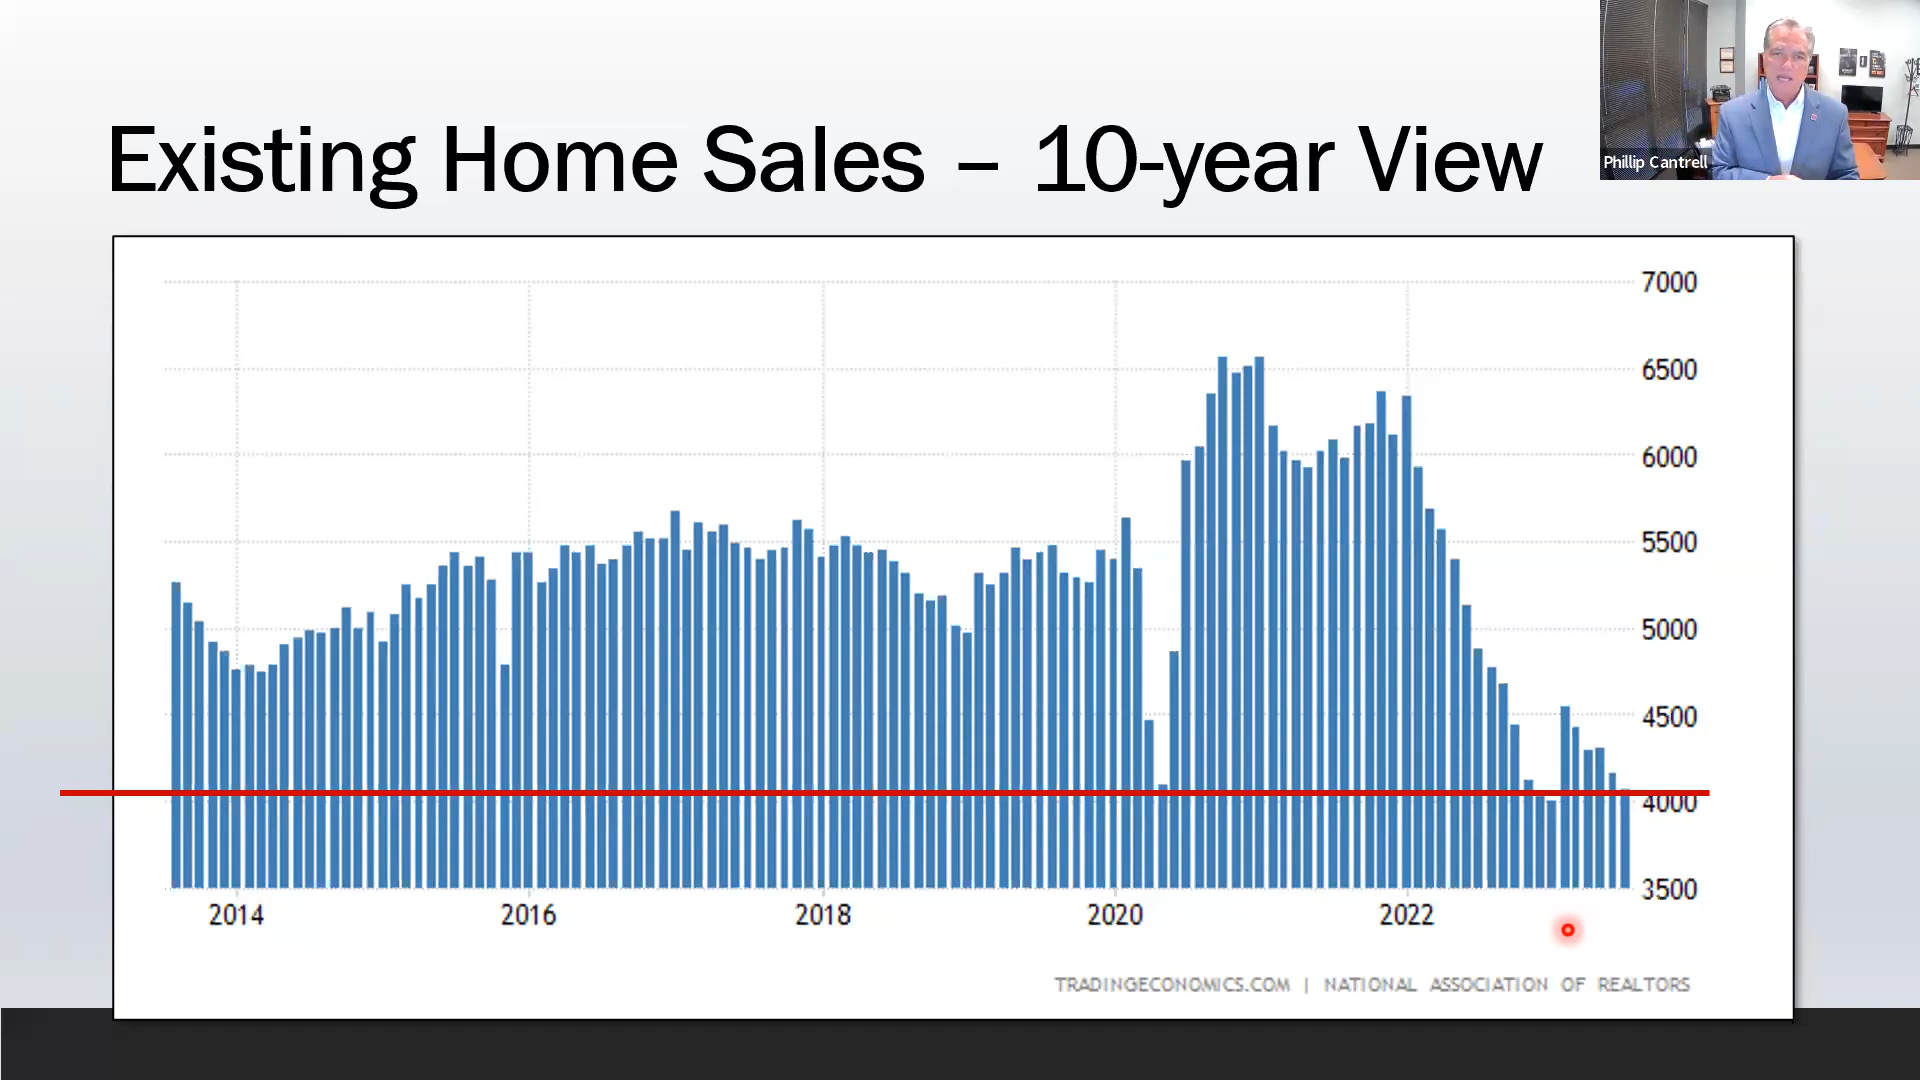 Existing Home Sales – 10-year View
Phillip Cantrell
7000
6500
6000
5500
5000
4500
4000
3500
2014 2016 2018 2020 2022
TRADINGECONOMICS.COM | NATIONAL ASSOCIATION OF REALTORS